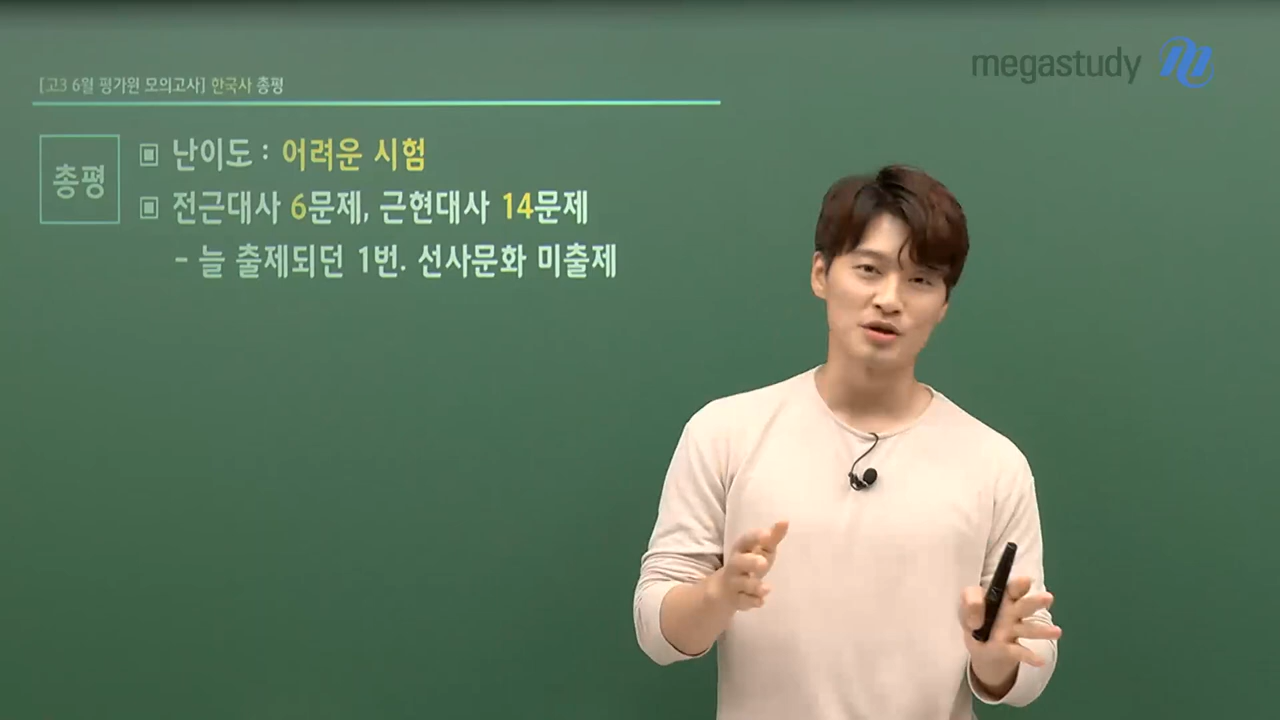 [고3 6월 평가원 모의고사] 한국사 총평
megastudy
총평
▣ 난이도 : 어려운 시험
▣ 전근대사 6문제, 근현대사 14문제
- 늘 출제되던 1번. 선사문화 미출제